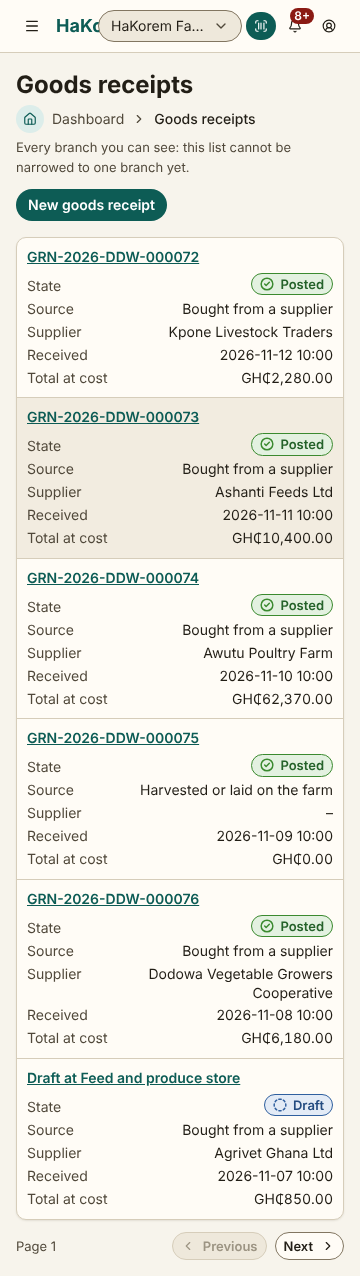 HaKo
HaKorem Fa...
8+
Goods receipts
Dashboard > Goods receipts
Every branch you can see: this list cannot be
narrowed to one branch yet.
New goods receipt
GRN-2026-DDW-000072
State Posted
Source Bought from a supplier
Supplier Kpone Livestock Traders
Received 2026-11-12 10:00
Total at cost GH₵2,280.00
GRN-2026-DDW-000073
State Posted
Source Bought from a supplier
Supplier Ashanti Feeds Ltd
Received 2026-11-11 10:00
Total at cost GH₵10,400.00
GRN-2026-DDW-000074
State Posted
Source Bought from a supplier
Supplier Awutu Poultry Farm
Received 2026-11-10 10:00
Total at cost GH₵62,370.00
GRN-2026-DDW-000075
State Posted
Source Harvested or laid on the farm
Supplier –
Received 2026-11-09 10:00
Total at cost GH₵0.00
GRN-2026-DDW-000076
State Posted
Source Bought from a supplier
Supplier Dodowa Vegetable Growers
Cooperative
Received 2026-11-08 10:00
Total at cost GH₵6,180.00
Draft at Feed and produce store
State Draft
Source Bought from a supplier
Supplier Agrivet Ghana Ltd
Received 2026-11-07 10:00
Total at cost GH₵850.00
Page 1 Previous Next